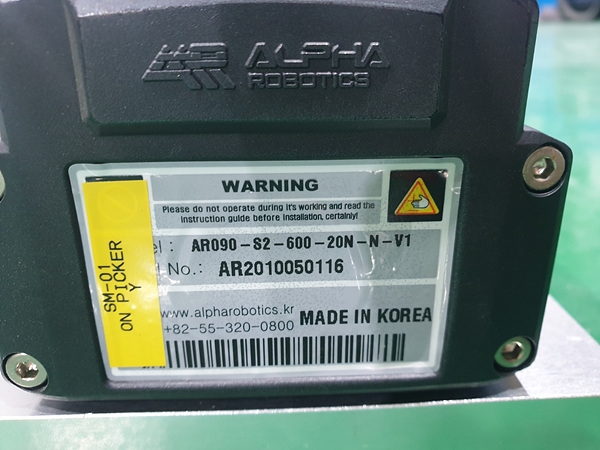 ALPHA
ROBOTICS
WARNING
Please do not operate during it's working and read the
instruction guide before installation, certainly!
: AR090-S2-600-20N-N-V1
No.: AR2010050116
www.alpharobotics.kr
+82-55-320-0800
MADE IN KOREA
SM-01
ON PICKER
Y